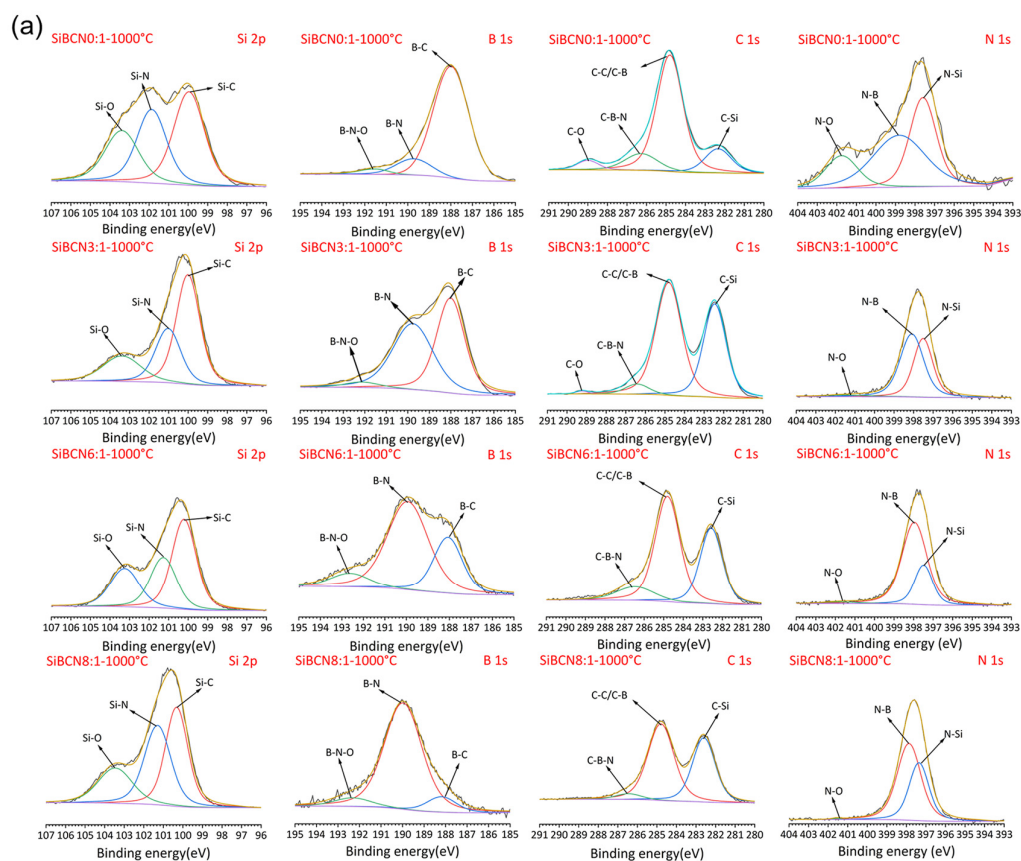 (a)
SiBCN0:1-1000°C Si 2p
Si-O
Si-N
Si-C
107 106 105 104 103 102 101 100 99 98 97 96
Binding energy(eV)
SiBCN0:1-1000°C B 1s
B-C
B-N-O
B-N
195 194 193 192 191 190 189 188 187 186 185
Binding energy(eV)
SiBCN0:1-1000°C C 1s
C-C/C-B
C-O
C-B-N
C-Si
291 290 289 288 287 286 285 284 283 282 281 280
Binding energy(eV)
SiBCN0:1-1000°C N 1s
N-O
N-B
N-Si
404 403 402 401 400 399 398 397 396 395 394 393
Binding energy(eV)
SiBCN3:1-1000°C Si 2p
Si-O
Si-N
Si-C
107 106 105 104 103 102 101 100 99 98 97 96
Binding energy(eV)
SiBCN3:1-1000°C B 1s
B-N-O
B-N
B-C
195 194 193 192 191 190 189 188 187 186 185
Binding energy(eV)
SiBCN3:1-1000°C C 1s
C-C/C-B
C-Si
C-O
C-B-N
291 290 289 288 287 286 285 284 283 282 281 280
Binding energy(eV)
SiBCN3:1-1000°C N 1s
N-O
N-B
N-Si
404 403 402 401 400 399 398 397 396 395 394 393
Binding energy(eV)
SiBCN6:1-1000°C Si 2p
Si-O
Si-N
Si-C
107 106 105 104 103 102 101 100 99 98 97 96
Binding energy(eV)
SiBCN6:1-1000°C B 1s
B-N-O
B-N
B-C
195 194 193 192 191 190 189 188 187 186 185
Binding energy(eV)
SiBCN6:1-1000°C C 1s
C-C/C-B
C-Si
C-B-N
291 290 289 288 287 286 285 284 283 282 281 280
Binding energy(eV)
SiBCN6:1-1000°C N 1s
N-O
N-B
N-Si
404 403 402 401 400 399 398 397 396 395 394 393
Binding energy (eV)
SiBCN8:1-1000°C Si 2p
Si-O
Si-N
Si-C
107 106 105 104 103 102 101 100 99 98 97 96
Binding energy(eV)
SiBCN8:1-1000°C B 1s
B-N
B-N-O
B-C
195 194 193 192 191 190 189 188 187 186 185
Binding energy(eV)
SiBCN8:1-1000°C C 1s
C-C/C-B
C-Si
C-B-N
291 290 289 288 287 286 285 284 283 282 281 280
Binding energy(eV)
SiBCN8:1-1000°C N 1s
N-O
N-B
N-Si
404 403 402 401 400 399 398 397 396 395 394 393
Binding energy (eV)